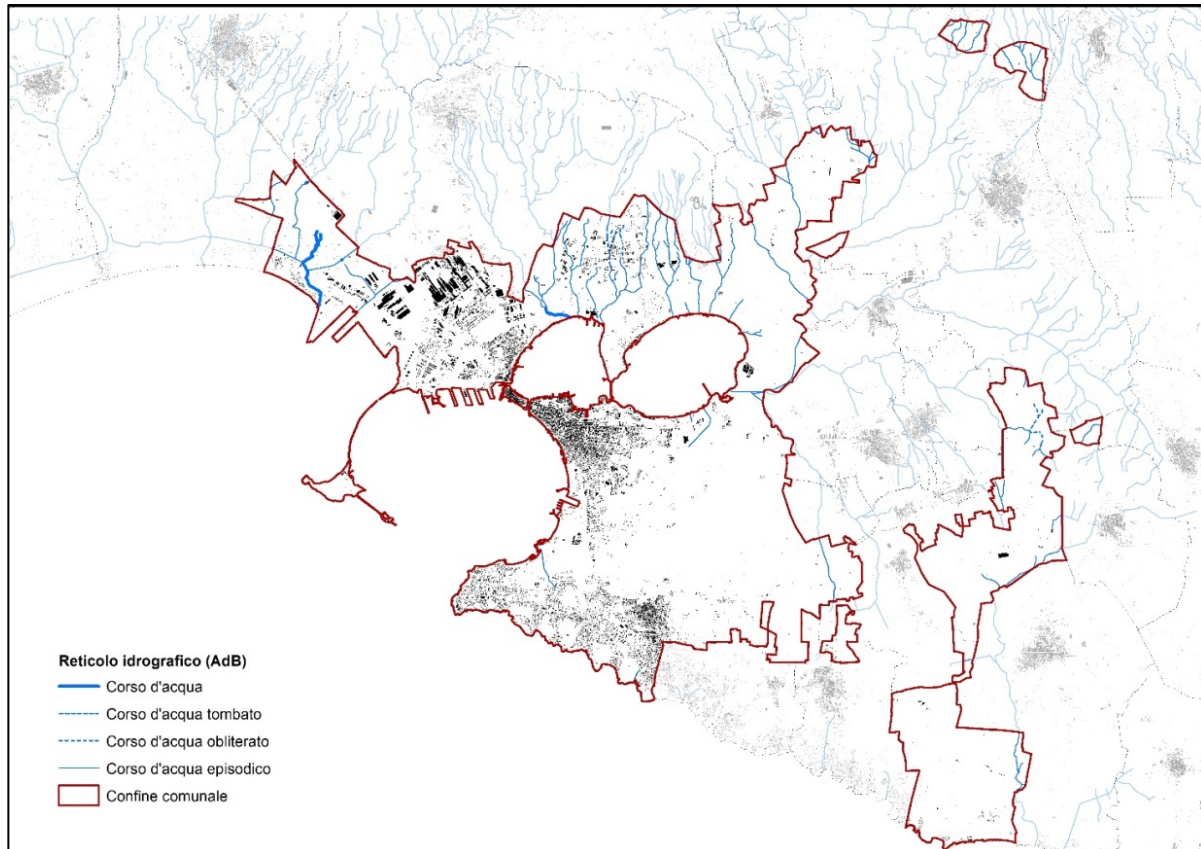 Reticolo idrografico (AdB)
Corso d'acqua
Corso d'acqua tombato
Corso d'acqua obliterato
Corso d'acqua episodico
Confine comunale